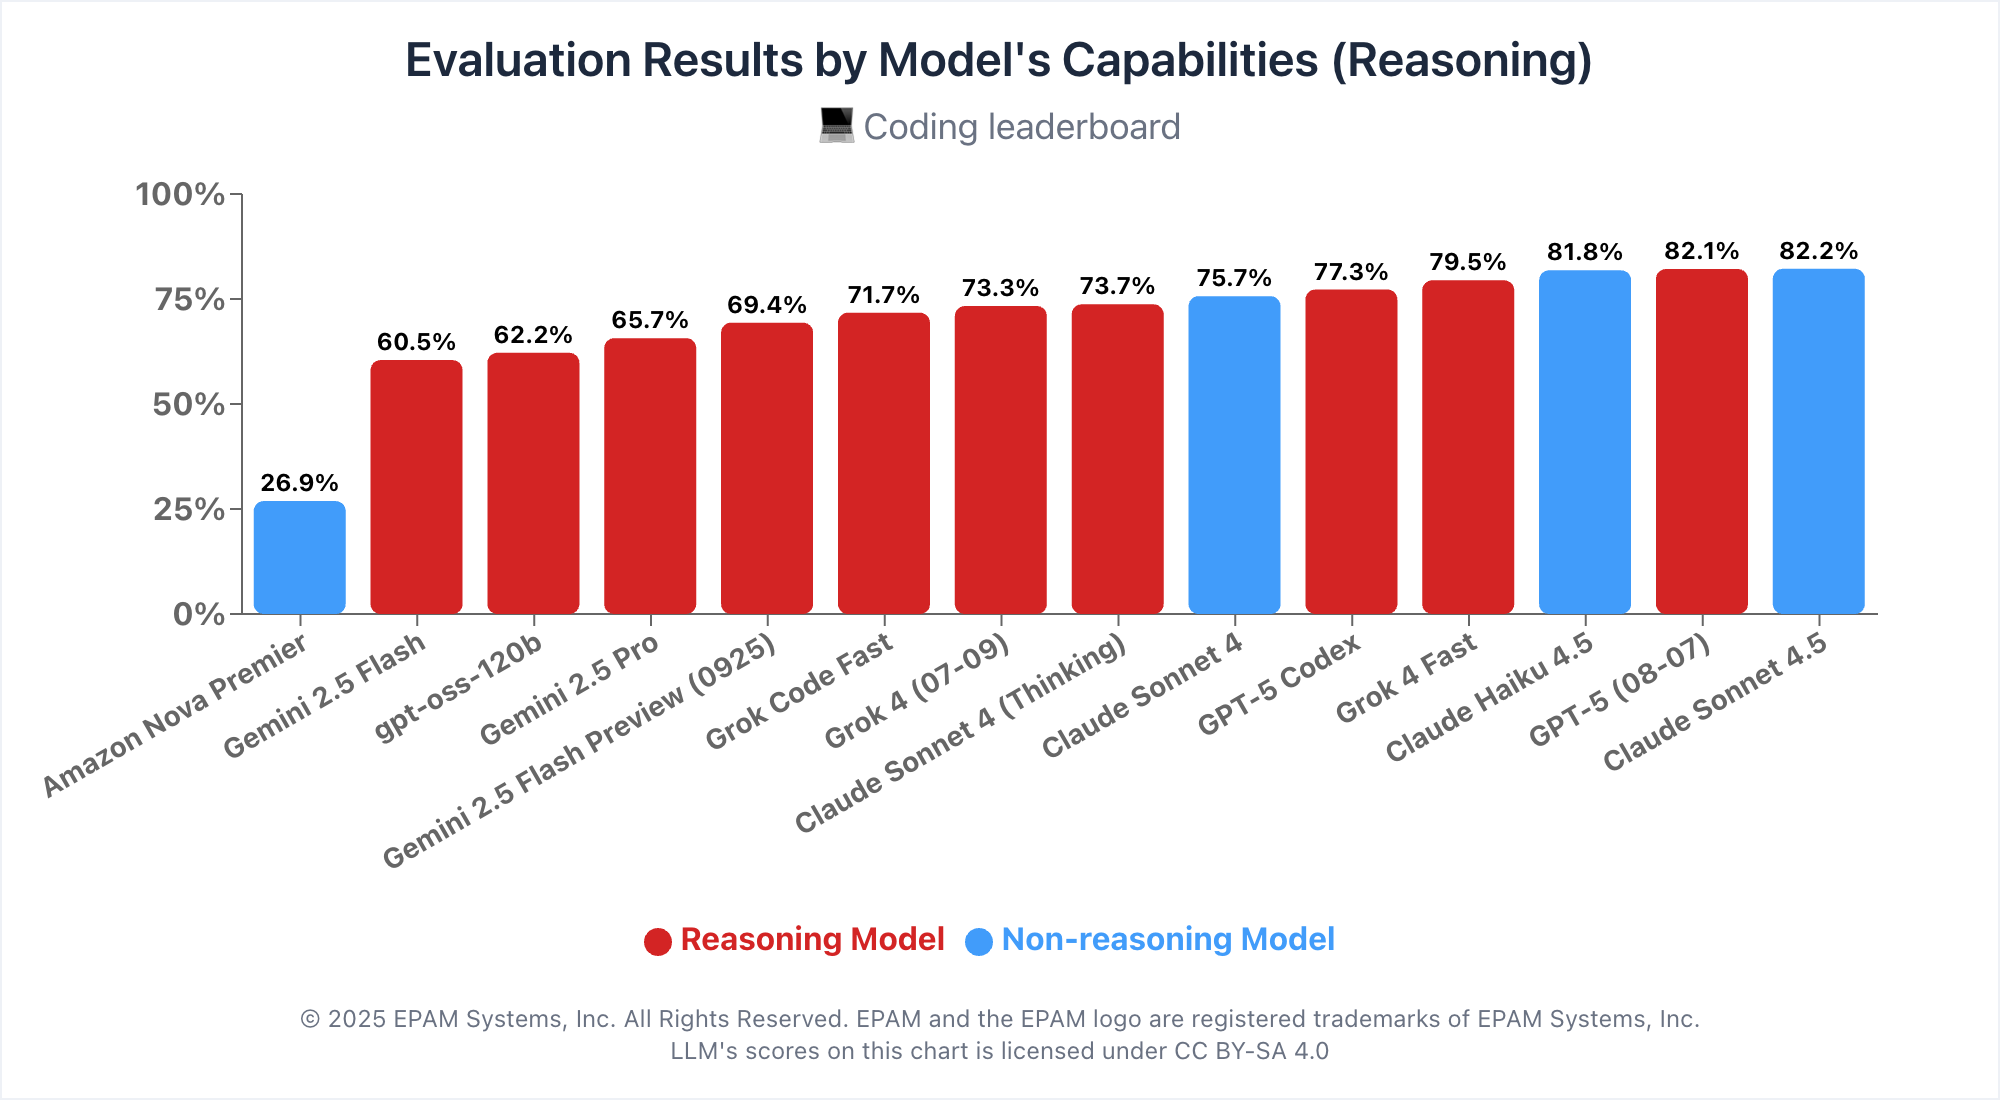 Evaluation Results by Model's Capabilities (Reasoning)
💻 Coding leaderboard
100%
75%
50%
25%
0%
26.9%
60.5%
62.2%
65.7%
69.4%
71.7%
73.3%
73.7%
75.7%
77.3%
79.5%
81.8%
82.1%
82.2%
Amazon Nova Premier
Gemini 2.5 Flash
gpt-oss-120b
Gemini 2.5 Pro
Gemini 2.5 Flash Preview (0925)
Grok Code Fast
Grok 4 (07-09)
Claude Sonnet 4 (Thinking)
Claude Sonnet 4
GPT-5 Codex
Grok 4 Fast
Claude Haiku 4.5
GPT-5 (08-07)
Claude Sonnet 4.5
Reasoning Model
Non-reasoning Model
© 2025 EPAM Systems, Inc. All Rights Reserved. EPAM and the EPAM logo are registered trademarks of EPAM Systems, Inc.
LLM's scores on this chart is licensed under CC BY-SA 4.0